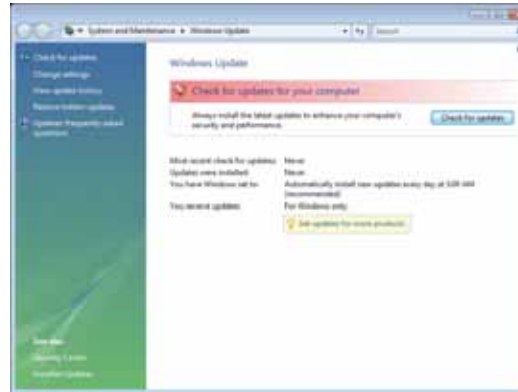 System and Maintenance ▸ Windows Update
Check for updates
Change settings
View update history
Restore hidden updates
Updates: frequently asked
questions
Windows Update
Check for updates for your computer
Always install the latest updates to enhance your computer's
security and performance.
Check for updates
Most recent check for updates: Never
Updates were installed: Never
You have Windows set to: Automatically install new updates every day at 3:00 AM
(recommended)
You receive updates: For Windows only
Get updates for more products
See also
Security Center
Installed Updates